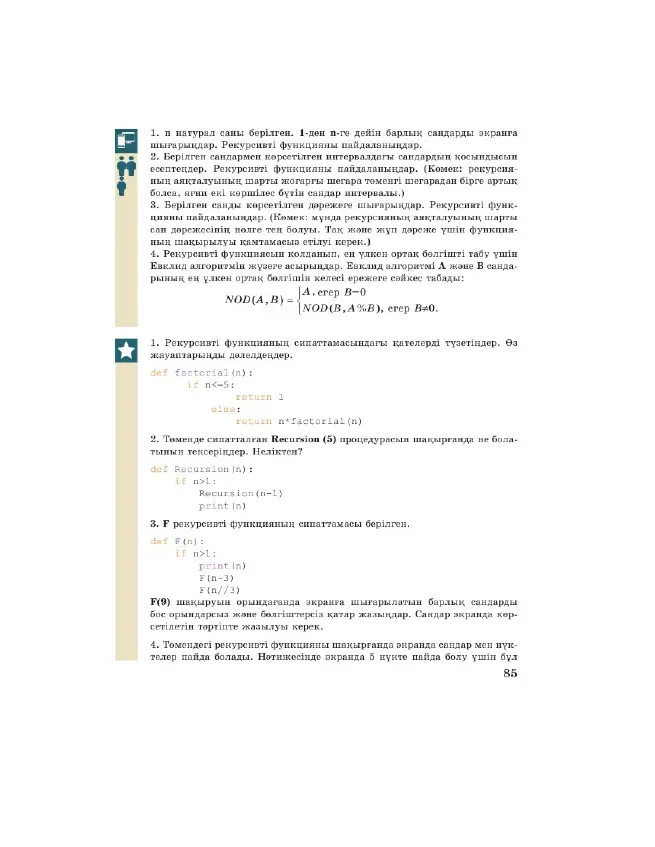 1. n натурал саны берілген. 1-ден n-ге дейін барлық сандарды экранға
шығарыңдар. Рекурсивті функцияны пайдаланыңдар.
2. Берілген сандармен көрсетілген интервалдағы сандардың қосындысын
есептеңдер. Рекурсивті функцияны пайдаланыңдар. (Көмек: рекурсия-
ның аяқталуының шарты жоғарғы шегара төменгі шегарадан бірге артық
болса, яғни екі көршілес бүтін сандар интервалы.)
3. Берілген санды көрсетілген дәрежеге шығарыңдар. Рекурсивті функ-
цияны пайдаланыңдар. (Көмек: мұнда рекурсияның аяқталуының шарты
сан дәрежесінің нөлге тең болуы. Тақ және жұп дәреже үшін функция-
ның шақырылуы қамтамасыз етілуі керек.)
4. Рекурсивті функциясын қолданып, ең үлкен ортақ бөлгішті табу үшін
Евклид алгоритмін жүзеге асырыңдар. Евклид алгоритмі A және B санда-
рының ең үлкен ортақ бөлгішін келесі ережеге сәйкес табады:
NOD(A, B) = {A, егер B=0
NOD(B, A%B), егер B≠0.
1. Рекурсивті функцияның сипаттамасындағы қателерді түзетіңдер. Өз
жауаптарыңды дәлелдеңдер.
def factorial(n):
if n<=5:
return 1
else:
return n*factorial(n)
2. Төменде сипатталған Recursion (5) процедурасын шақырғанда не бола-
тынын тексеріңдер. Неліктен?
def Recursion(n):
if n>1:
Recursion(n-1)
print(n)
3. F рекурсивті функцияның сипаттамасы берілген.
def F(n):
if n>1:
print(n)
F(n-3)
F(n//3)
F(9) шақыруын орындағанда экранға шығарылатын барлық сандарды
бос орындарсыз және бөлгіштерсіз қатар жазыңдар. Сандар экранда көр-
сетілетін тәртіпте жазылуы керек.
4. Төмендегі рекурсивті функцияны шақырғанда экранда сандар мен нүк-
телер пайда болады. Нәтижесінде экранда 5 нүкте пайда болу үшін бұл
85